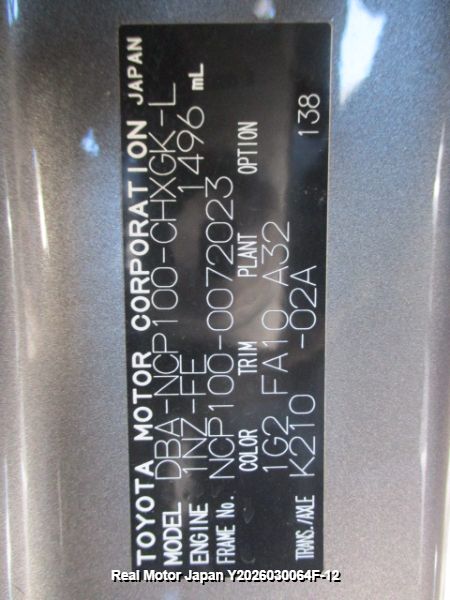 TOYOTA MOTOR CORPORATION JAPAN
MODEL DBA-NCP100-CHXGK-L
ENGINE 1NZ-FE 1496 mL
FRAME No. NCP100-0072023
COLOR TRIM PLANT OPTION
1G2 FA10 A32
TRANS./AXLE K210 -02A 138
Real Motor Japan Y2026030064F-12